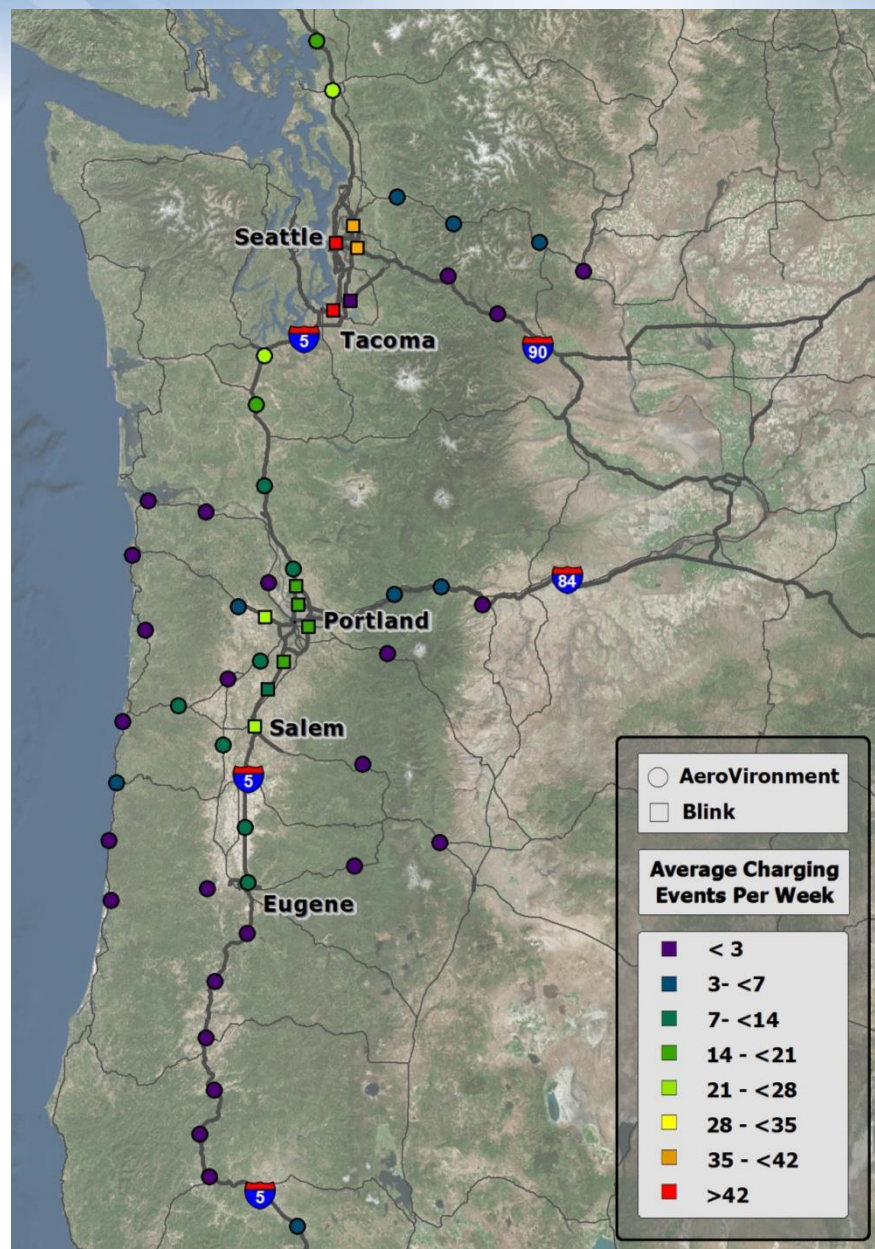 Seattle
5
Tacoma
90
84
Portland
Salem
5
Eugene
5
AeroVironment
Blink
Average Charging
Events Per Week
< 3
3- <7
7- <14
14 - <21
21 - <28
28 - <35
35 - <42
>42